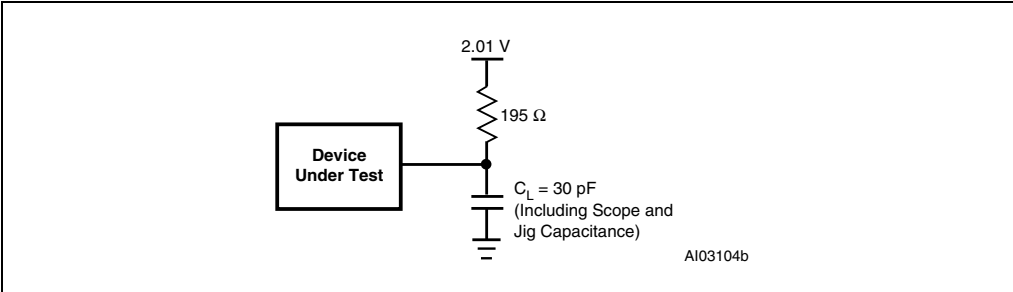 2.01 V
195 Ω
Device
Under Test
C_L = 30 pF
(Including Scope and
Jig Capacitance)
AI03104b